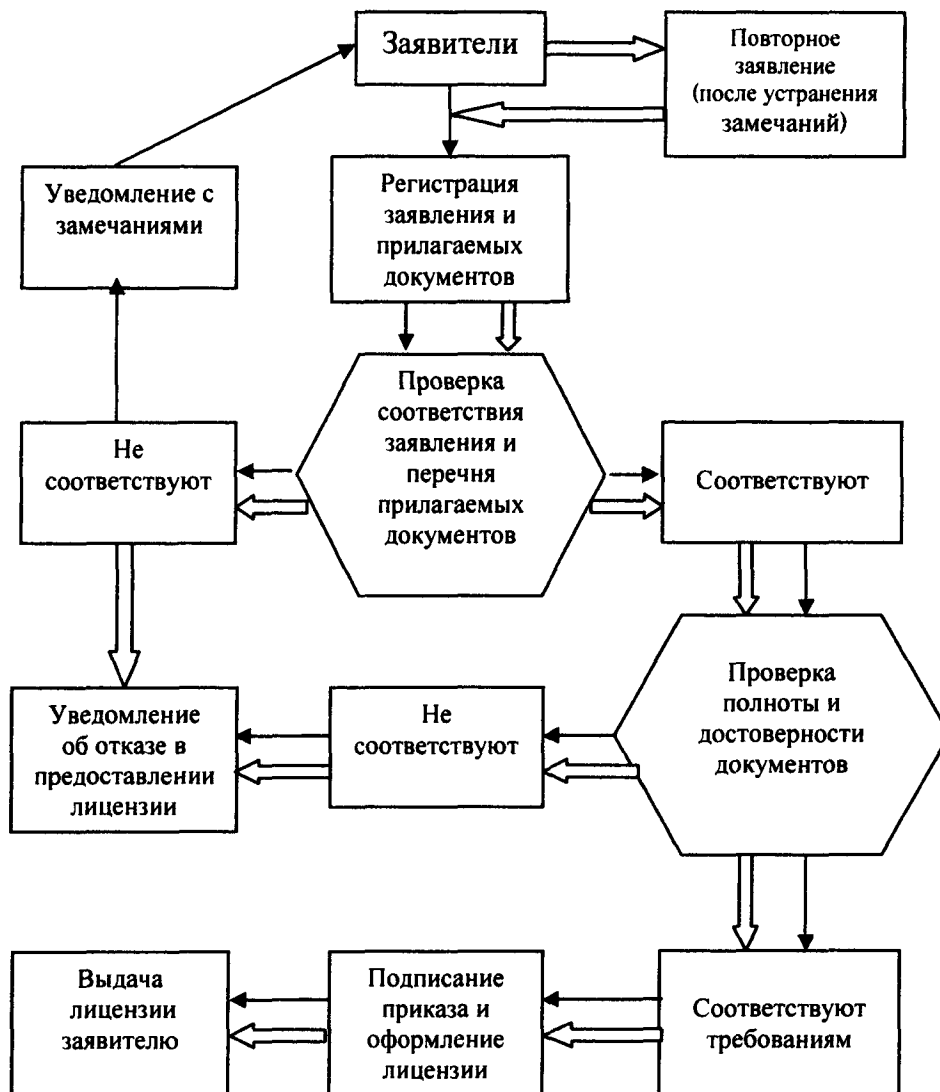 Заявители
Повторное
заявление
(после устранения
замечаний)
Уведомление с
замечаниями
Регистрация
заявления и
прилагаемых
документов
Проверка
соответствия
заявления и
перечня
прилагаемых
документов
Не
соответствуют
Соответствуют
Проверка
полноты и
достоверности
документов
Не
соответствуют
Уведомление
об отказе в
предоставлении
лицензии
Выдача
лицензии
заявителю
Подписание
приказа и
оформление
лицензии
Соответствуют
требованиям